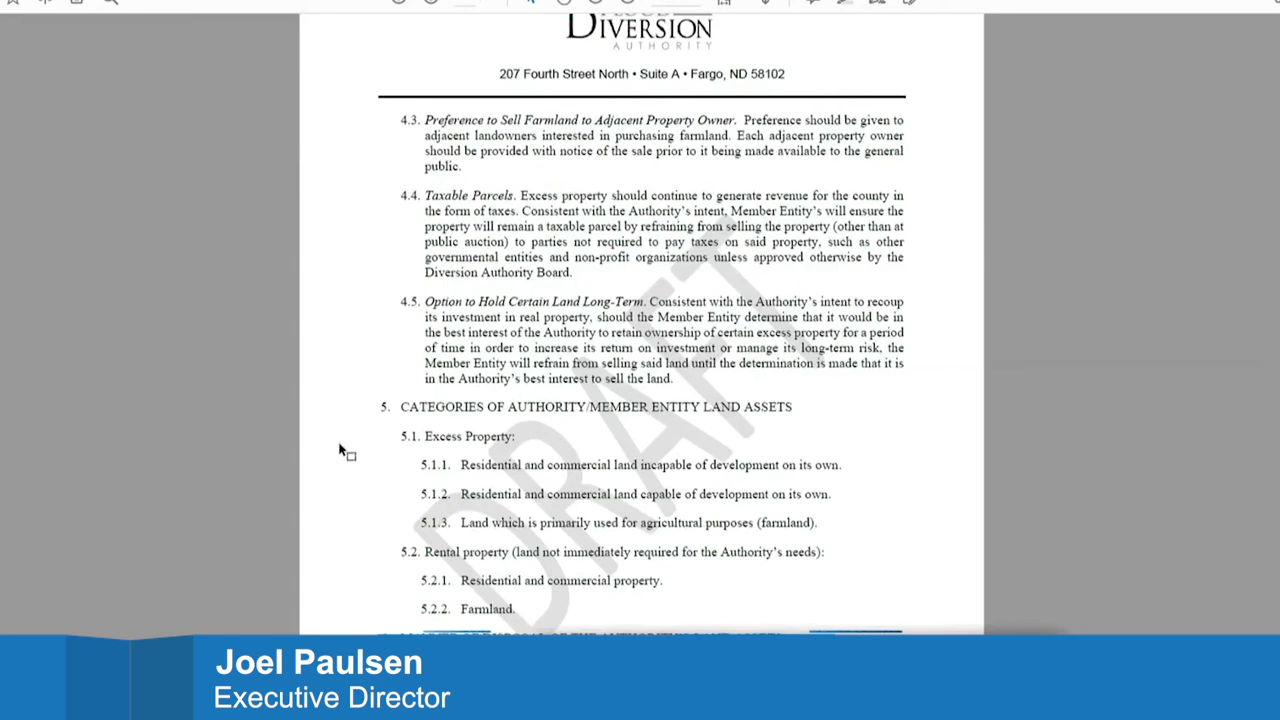 DIVERSION
AUTHORITY
207 Fourth Street North • Suite A • Fargo, ND 58102
4.3. Preference to Sell Farmland to Adjacent Property Owner. Preference should be given to
adjacent landowners interested in purchasing farmland. Each adjacent property owner
should be provided with notice of the sale prior to it being made available to the general
public.
4.4. Taxable Parcels. Excess property should continue to generate revenue for the county in
the form of taxes. Consistent with the Authority's intent, Member Entity's will ensure the
property will remain a taxable parcel by refraining from selling the property (other than at
public auction) to parties not required to pay taxes on said property, such as other
governmental entities and non-profit organizations unless approved otherwise by the
Diversion Authority Board.
4.5. Option to Hold Certain Land Long-Term. Consistent with the Authority's intent to recoup
its investment in real property, should the Member Entity determine that it would be in
the best interest of the Authority to retain ownership of certain excess property for a period
of time in order to increase its return on investment or manage its long-term risk, the
Member Entity will refrain from selling said land until the determination is made that it is
in the Authority's best interest to sell the land.
5. CATEGORIES OF AUTHORITY/MEMBER ENTITY LAND ASSETS
5.1. Excess Property:
5.1.1. Residential and commercial land incapable of development on its own.
5.1.2. Residential and commercial land capable of development on its own.
5.1.3. Land which is primarily used for agricultural purposes (farmland).
5.2. Rental property (land not immediately required for the Authority's needs):
5.2.1. Residential and commercial property.
5.2.2. Farmland.
DRAFT
Joel Paulsen
Executive Director